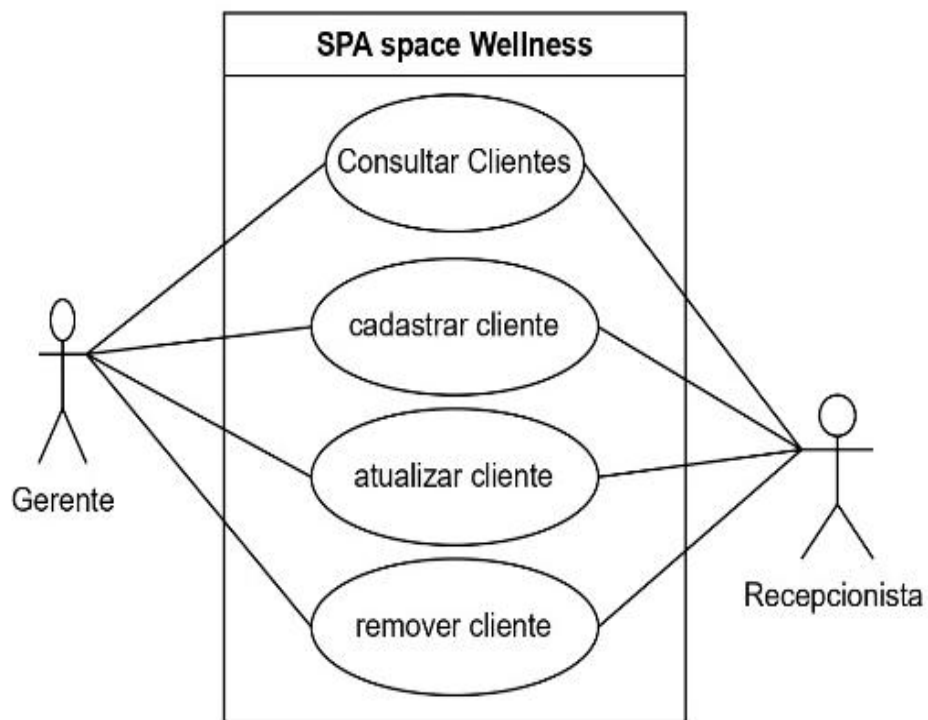 SPA space Wellness
Consultar Clientes
cadastrar cliente
atualizar cliente
remover cliente
Gerente
Recepcionista